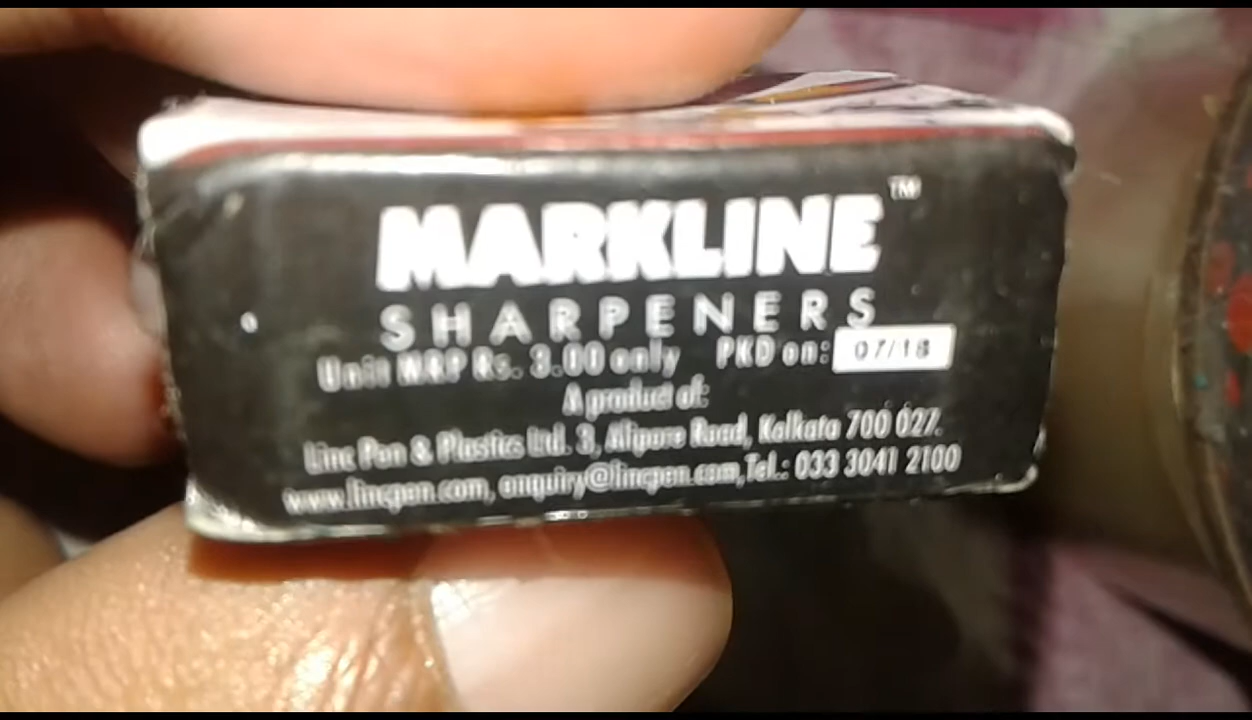 MARKLINE™
SHARPENERS
Unit MRP Rs. 3.00 only PKD on: 07/18
A product of:
Linc Pen & Plastics Ltd. 3, Alipore Road, Kolkata 700 027.
www.lincpen.com, enquiry@lincpen.com,Tel.: 033 3041 2100